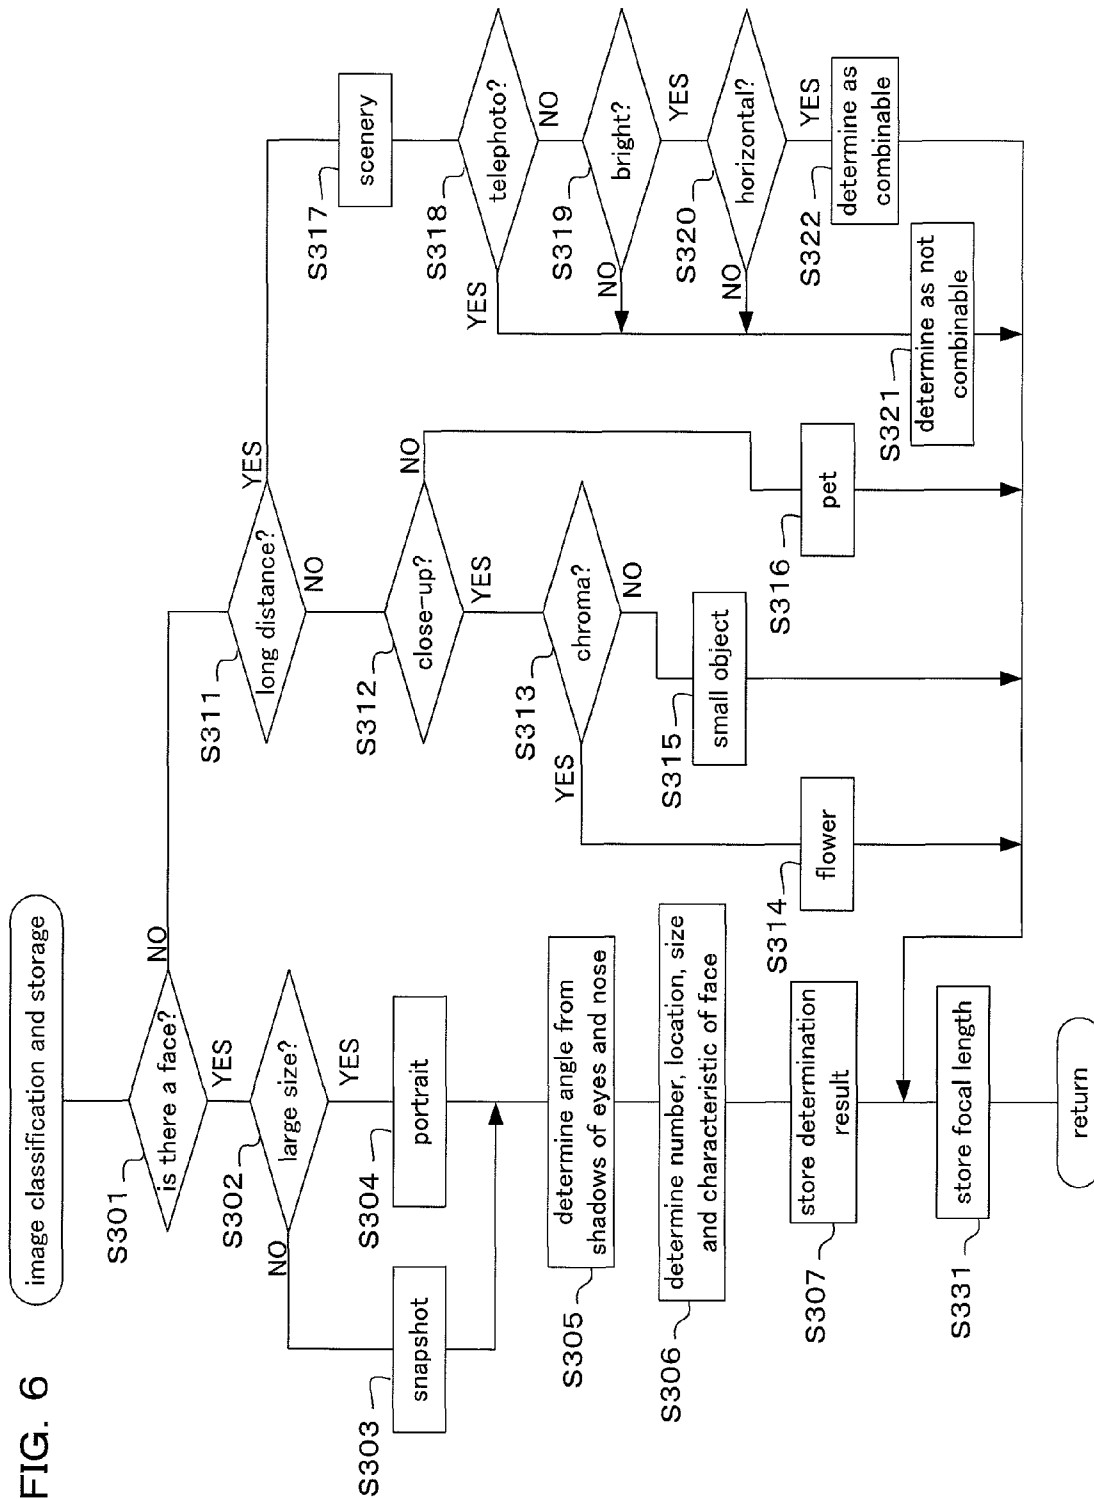 FIG. 6
image classification and storage
S301
is there a face?
NO
YES
S302
large size?
NO
YES
S303
snapshot
S304
portrait
S305
determine angle from
shadows of eyes and nose
S306
determine number, location, size
and characteristic of face
S307
store determination
result
S331
store focal length
return
S311
long distance?
YES
NO
S312
close-up?
NO
YES
S313
chroma?
YES
NO
S314
flower
S315
small object
S316
pet
S317
scenery
S318
telephoto?
YES
NO
S319
bright?
NO
YES
S320
horizontal?
NO
YES
S321
determine as not
combinable
S322
determine as
combinable